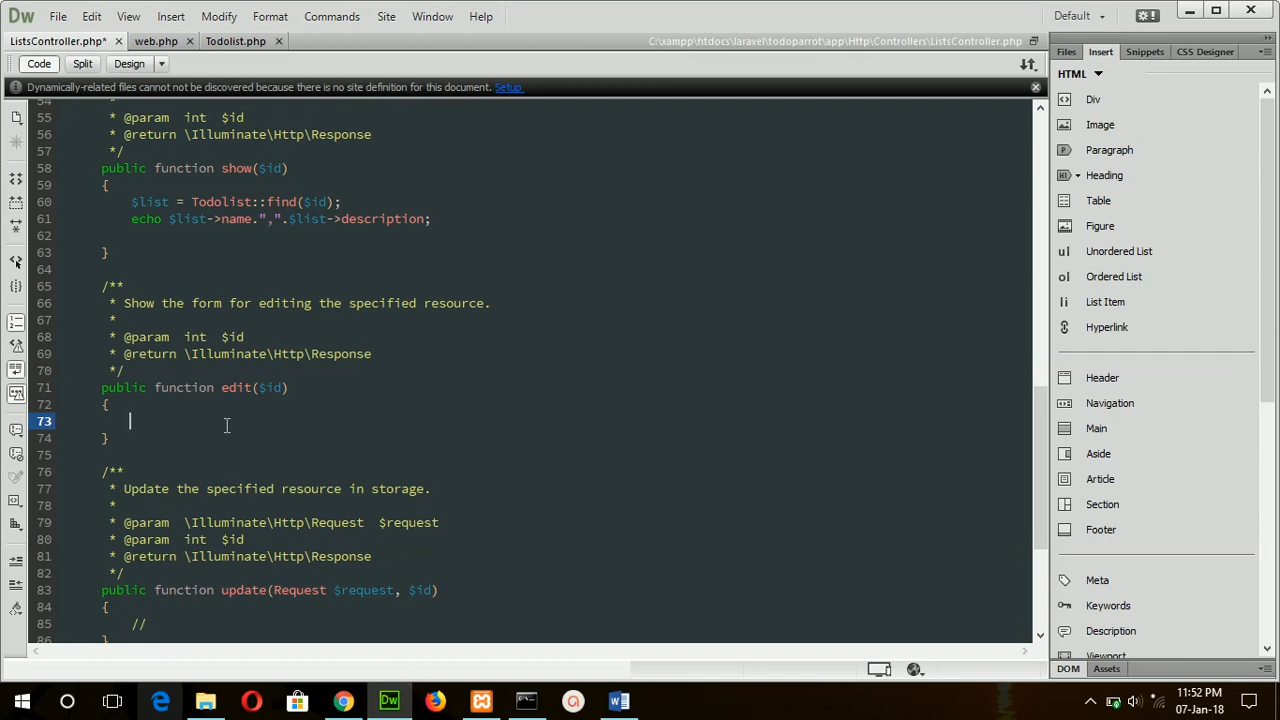 Dw File Edit View Insert Modify Format Commands Site Window Help Default
ListsController.php* web.php Todolist.php C:\xampp\htdocs\laravel\todoparrot\app\Http\Controllers\ListsController.php
Code Split Design
Dynamically-related files cannot not be discovered because there is no site definition for this document. Setup
54 *
55 * @param int $id
56 * @return \Illuminate\Http\Response
57 */
58 public function show($id)
59 {
60 $list = Todolist::find($id);
61 echo $list->name.",".$list->description;
62
63 }
64
65 /**
66 * Show the form for editing the specified resource.
67 *
68 * @param int $id
69 * @return \Illuminate\Http\Response
70 */
71 public function edit($id)
72 {
73
74 }
75
76 /**
77 * Update the specified resource in storage.
78 *
79 * @param \Illuminate\Http\Request $request
80 * @param int $id
81 * @return \Illuminate\Http\Response
82 */
83 public function update(Request $request, $id)
84 {
85 //
86 }
Files Insert Snippets CSS Designer
HTML
Div
Image
Paragraph
H1 Heading
Table
Figure
ul Unordered List
ol Ordered List
li List Item
Hyperlink
Header
Navigation
Main
Aside
Article
Section
Footer
Meta
Keywords
Description
Viewport
DOM Assets
Dw
11:52 PM
07-Jan-18